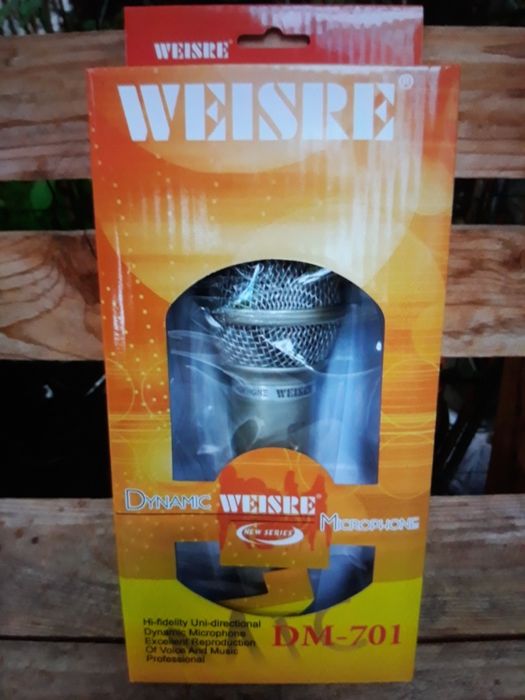 WEISRE
WEISRE®
WEISRE
DYNAMIC WEISRE® MICROPHONE
NEW SERIES
Hi-fidelity Uni-directional
Dynamic Microphone
Excellent Reproduction
Of Voice And Music
Professional
DM-701